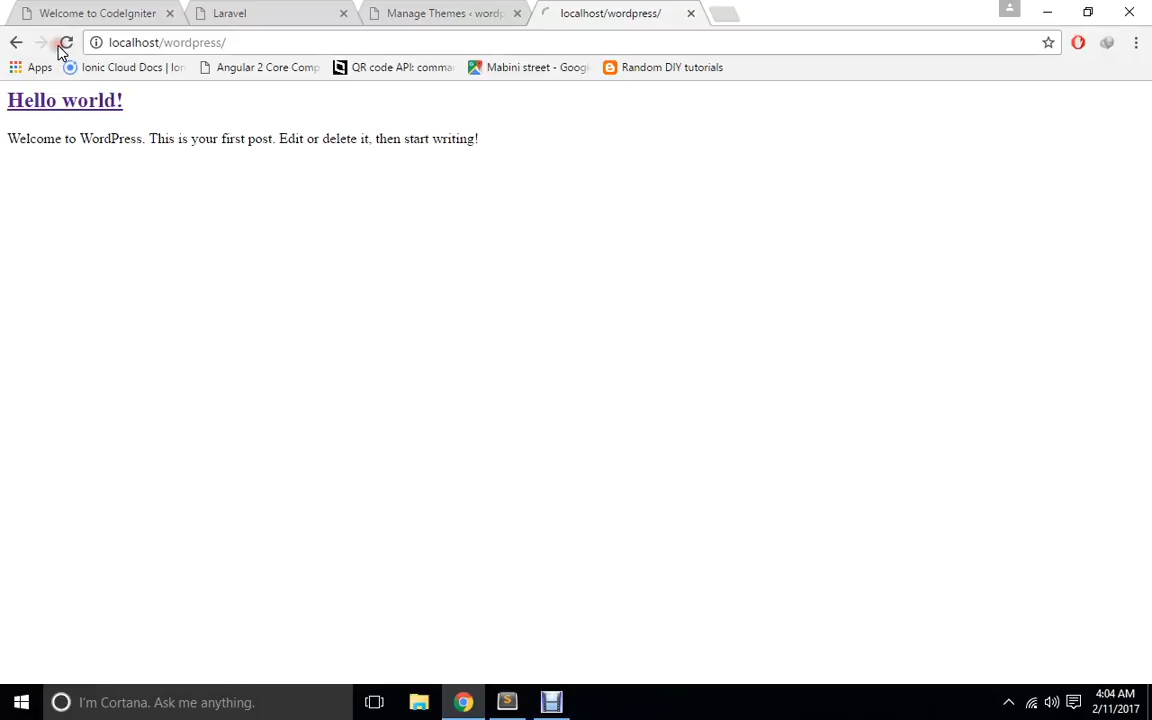 Welcome to CodeIgniter
Laravel
Manage Themes ‹ wordp
localhost/wordpress/
localhost/wordpress/
Apps
Ionic Cloud Docs | Ion
Angular 2 Core Comp
QR code API: comma
Mabini street - Googl
Random DIY tutorials
Hello world!
Welcome to WordPress. This is your first post. Edit or delete it, then start writing!
I'm Cortana. Ask me anything.
4:04 AM
2/11/2017